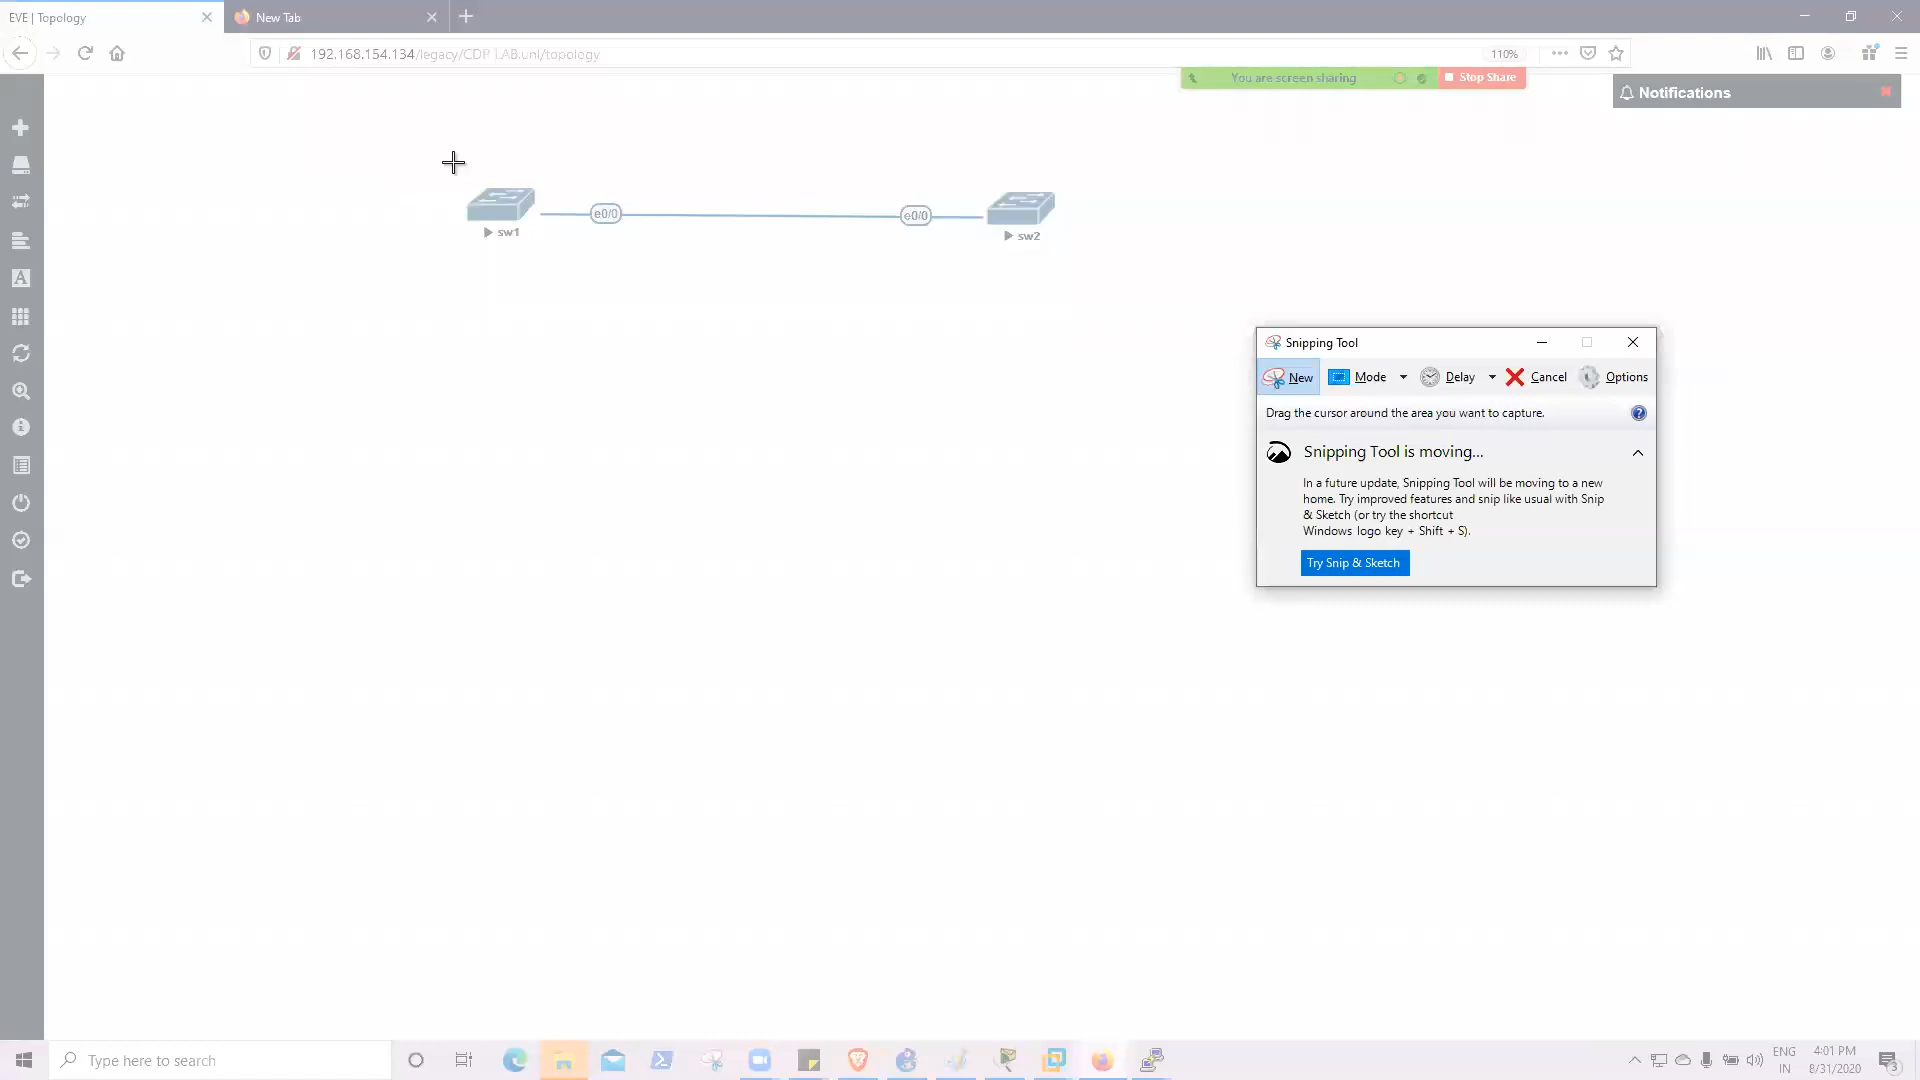 EVE | Topology
New Tab
192.168.154.134/legacy/CDP LAB.unl/topology
110%
You are screen sharing
Stop Share
Notifications
e0/0
e0/0
sw1
sw2
Snipping Tool
New
Mode
Delay
Cancel
Options
Drag the cursor around the area you want to capture.
Snipping Tool is moving...
In a future update, Snipping Tool will be moving to a new
home. Try improved features and snip like usual with Snip
& Sketch (or try the shortcut
Windows logo key + Shift + S).
Try Snip & Sketch
Type here to search
ENG
IN
4:01 PM
8/31/2020
3